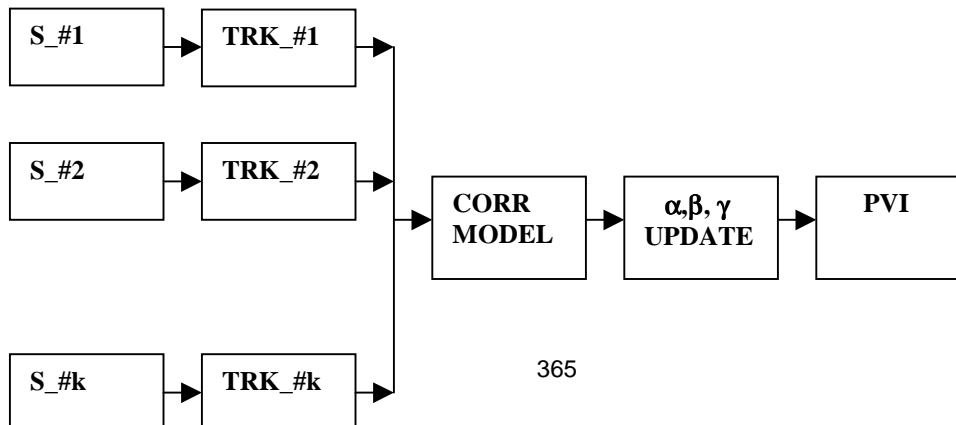 S_#1
TRK_#1
S_#2
TRK_#2
CORR
MODEL
α,β, γ
UPDATE
PVI
S_#k
TRK_#k
365